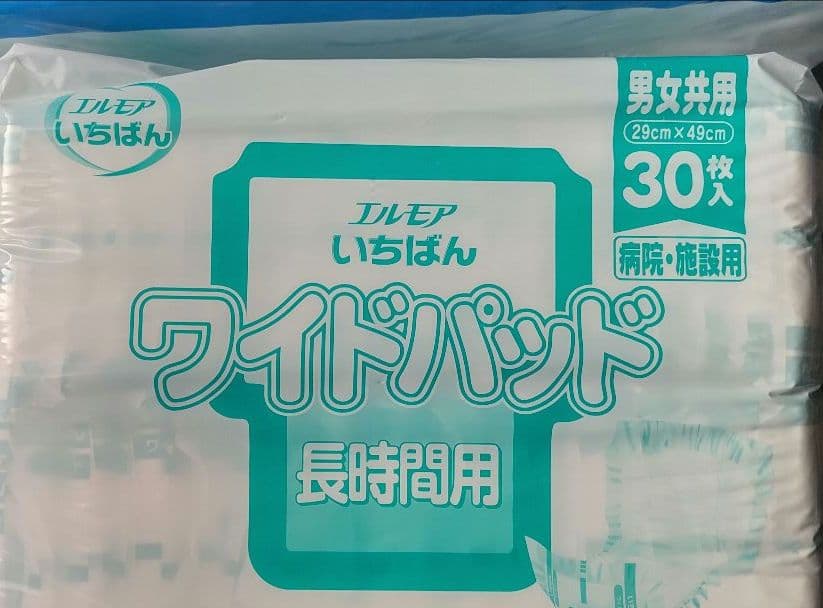 エルモア
いちばん
男女共用
29cm×49cm
30枚入
病院・施設用
エルモア
いちばん
ワイドパッド
長時間用